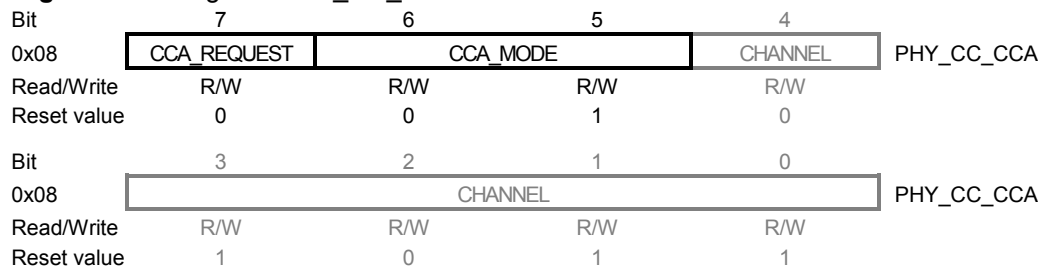 Bit 7 6 5 4
0x08 CCA_REQUEST CCA_MODE CHANNEL PHY_CC_CCA
Read/Write R/W R/W R/W R/W
Reset value 0 0 1 0
Bit 3 2 1 0
0x08 CHANNEL PHY_CC_CCA
Read/Write R/W R/W R/W R/W
Reset value 1 0 1 1